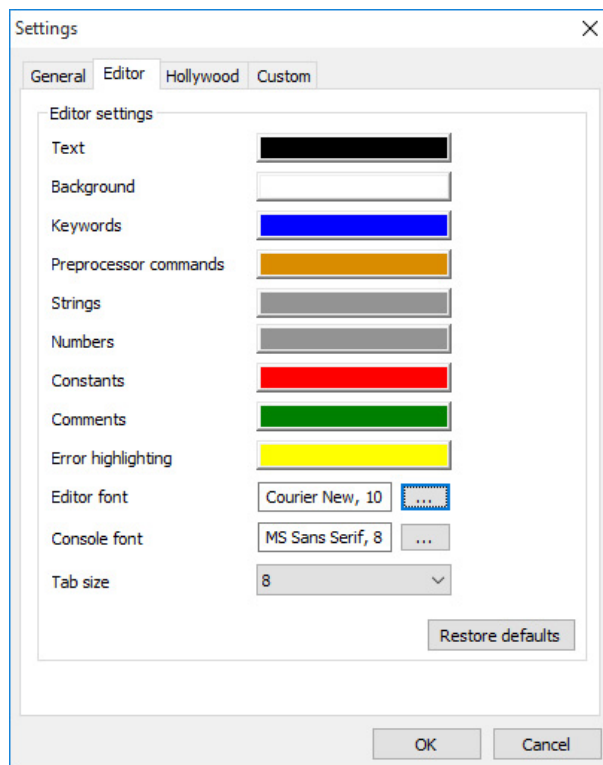 Settings
General Editor Hollywood Custom
Editor settings
Text
Background
Keywords
Preprocessor commands
Strings
Numbers
Constants
Comments
Error highlighting
Editor font Courier New, 10 ...
Console font MS Sans Serif, 8 ...
Tab size 8
Restore defaults
OK Cancel